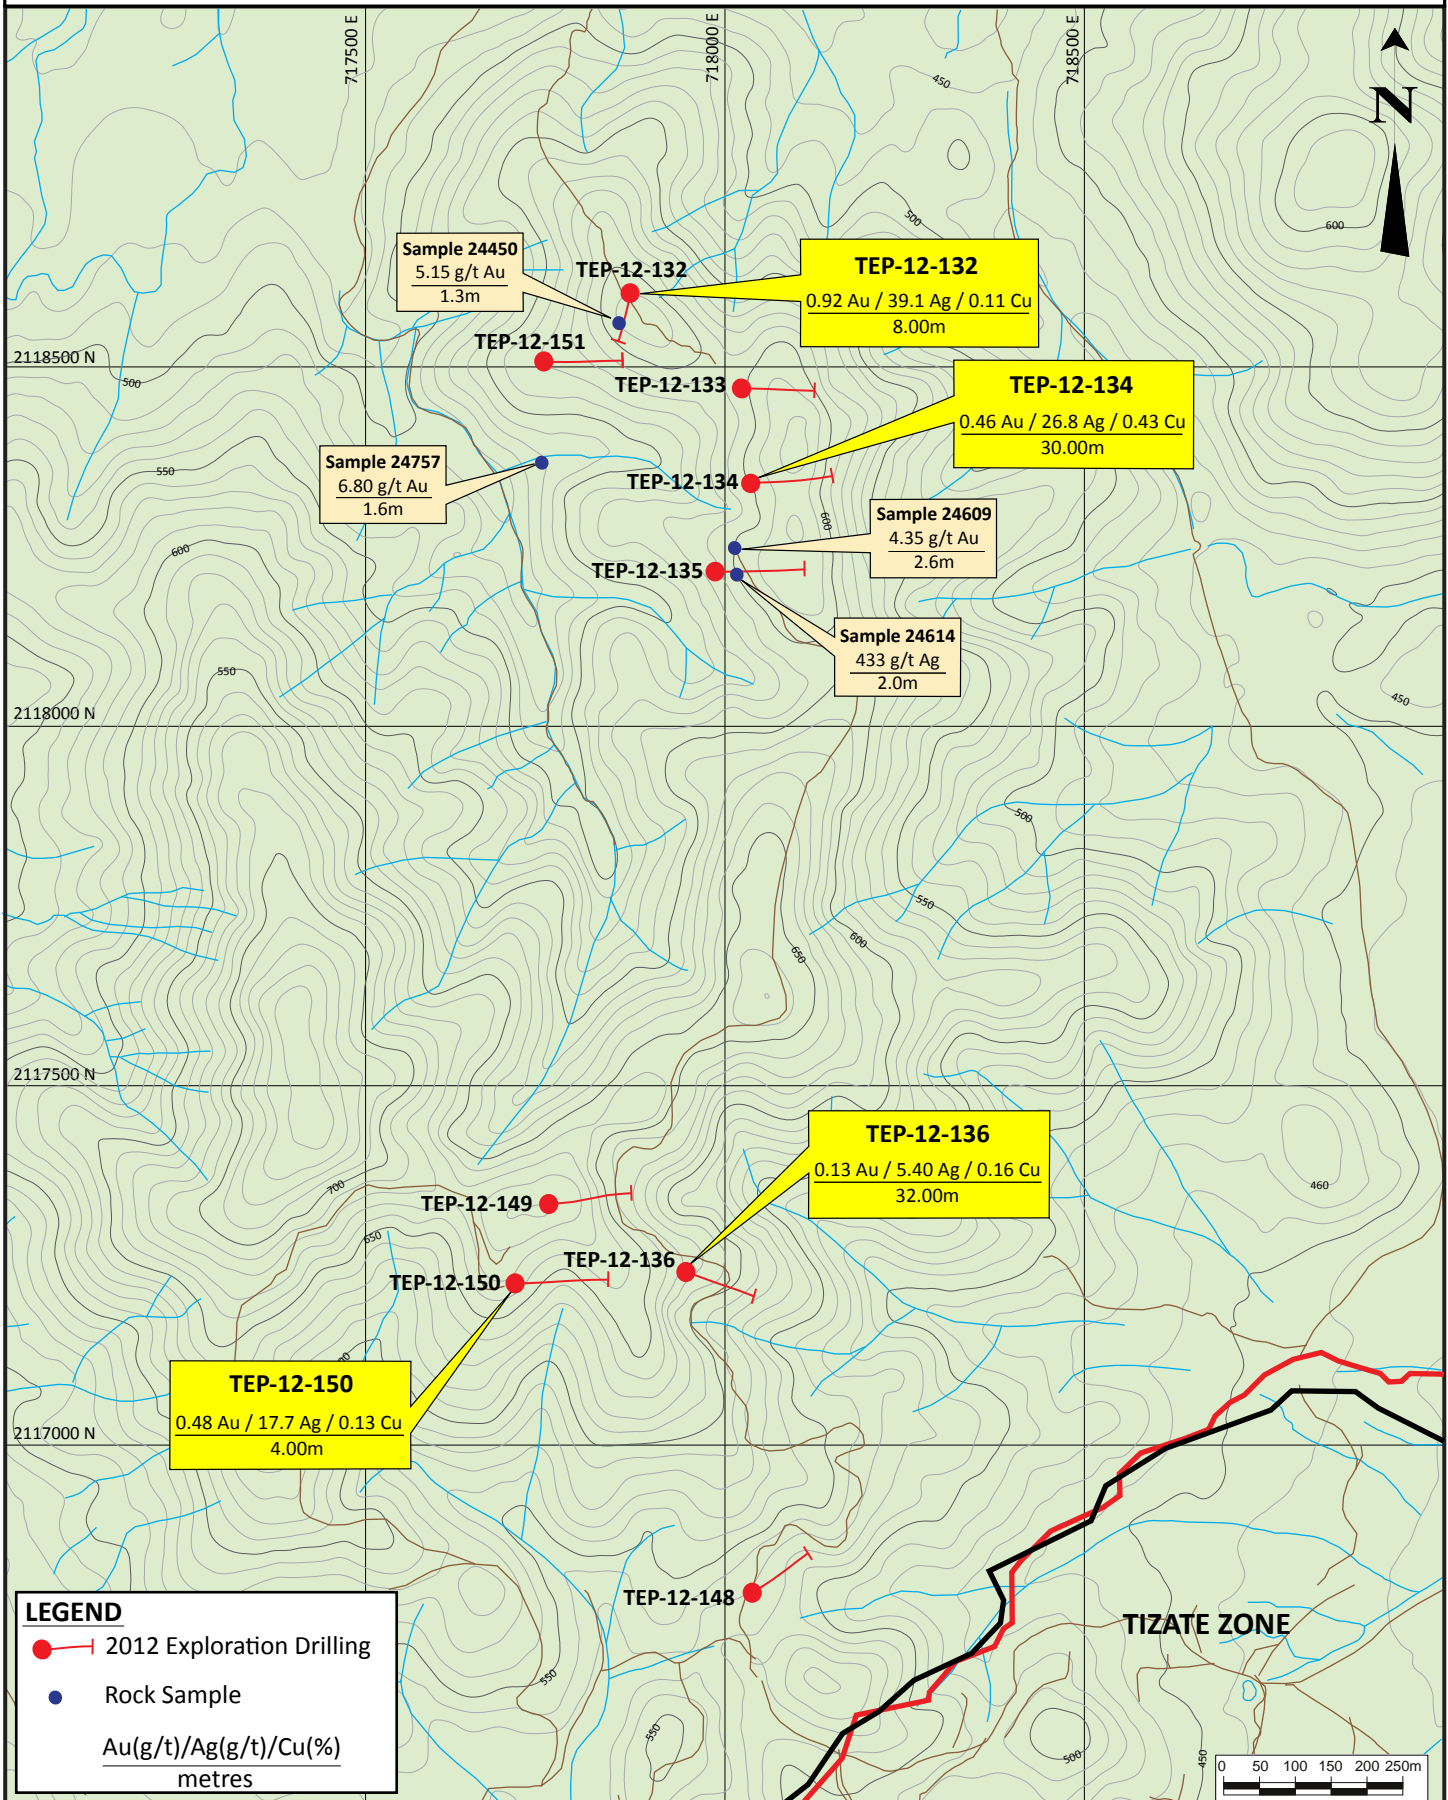 717500 E
718000 E
718500 E
N
450
500
600
Sample 24450
5.15 g/t Au
1.3m
TEP-12-132
TEP-12-132
0.92 Au / 39.1 Ag / 0.11 Cu
8.00m
TEP-12-151
2118500 N
500
TEP-12-133
TEP-12-134
0.46 Au / 26.8 Ag / 0.43 Cu
30.00m
550
Sample 24757
6.80 g/t Au
1.6m
TEP-12-134
600
Sample 24609
4.35 g/t Au
2.6m
600
TEP-12-135
Sample 24614
433 g/t Ag
2.0m
550
450
2118000 N
500
550
600
650
2117500 N
TEP-12-136
0.13 Au / 5.40 Ag / 0.16 Cu
32.00m
700
460
TEP-12-149
650
TEP-12-136
TEP-12-150
TEP-12-150
0.48 Au / 17.7 Ag / 0.13 Cu
4.00m
2117000 N
TEP-12-148
TIZATE ZONE
550
550
500
450
LEGEND
2012 Exploration Drilling
Rock Sample
Au(g/t)/Ag(g/t)/Cu(%)
metres
0 50 100 150 200 250m